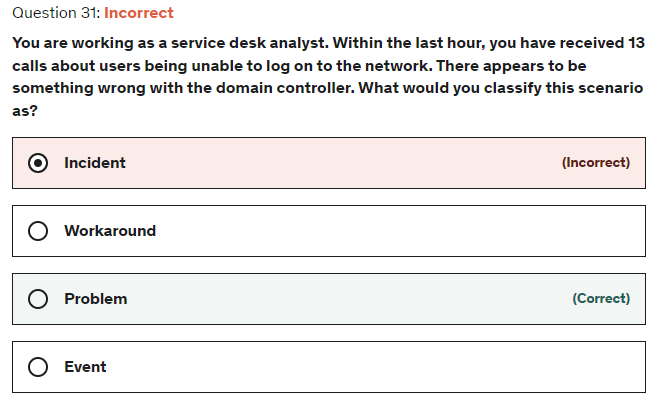 Question 31: Incorrect
You are working as a service desk analyst. Within the last hour, you have received 13
calls about users being unable to log on to the network. There appears to be
something wrong with the domain controller. What would you classify this scenario
as?
Incident (Incorrect)
Workaround
Problem (Correct)
Event